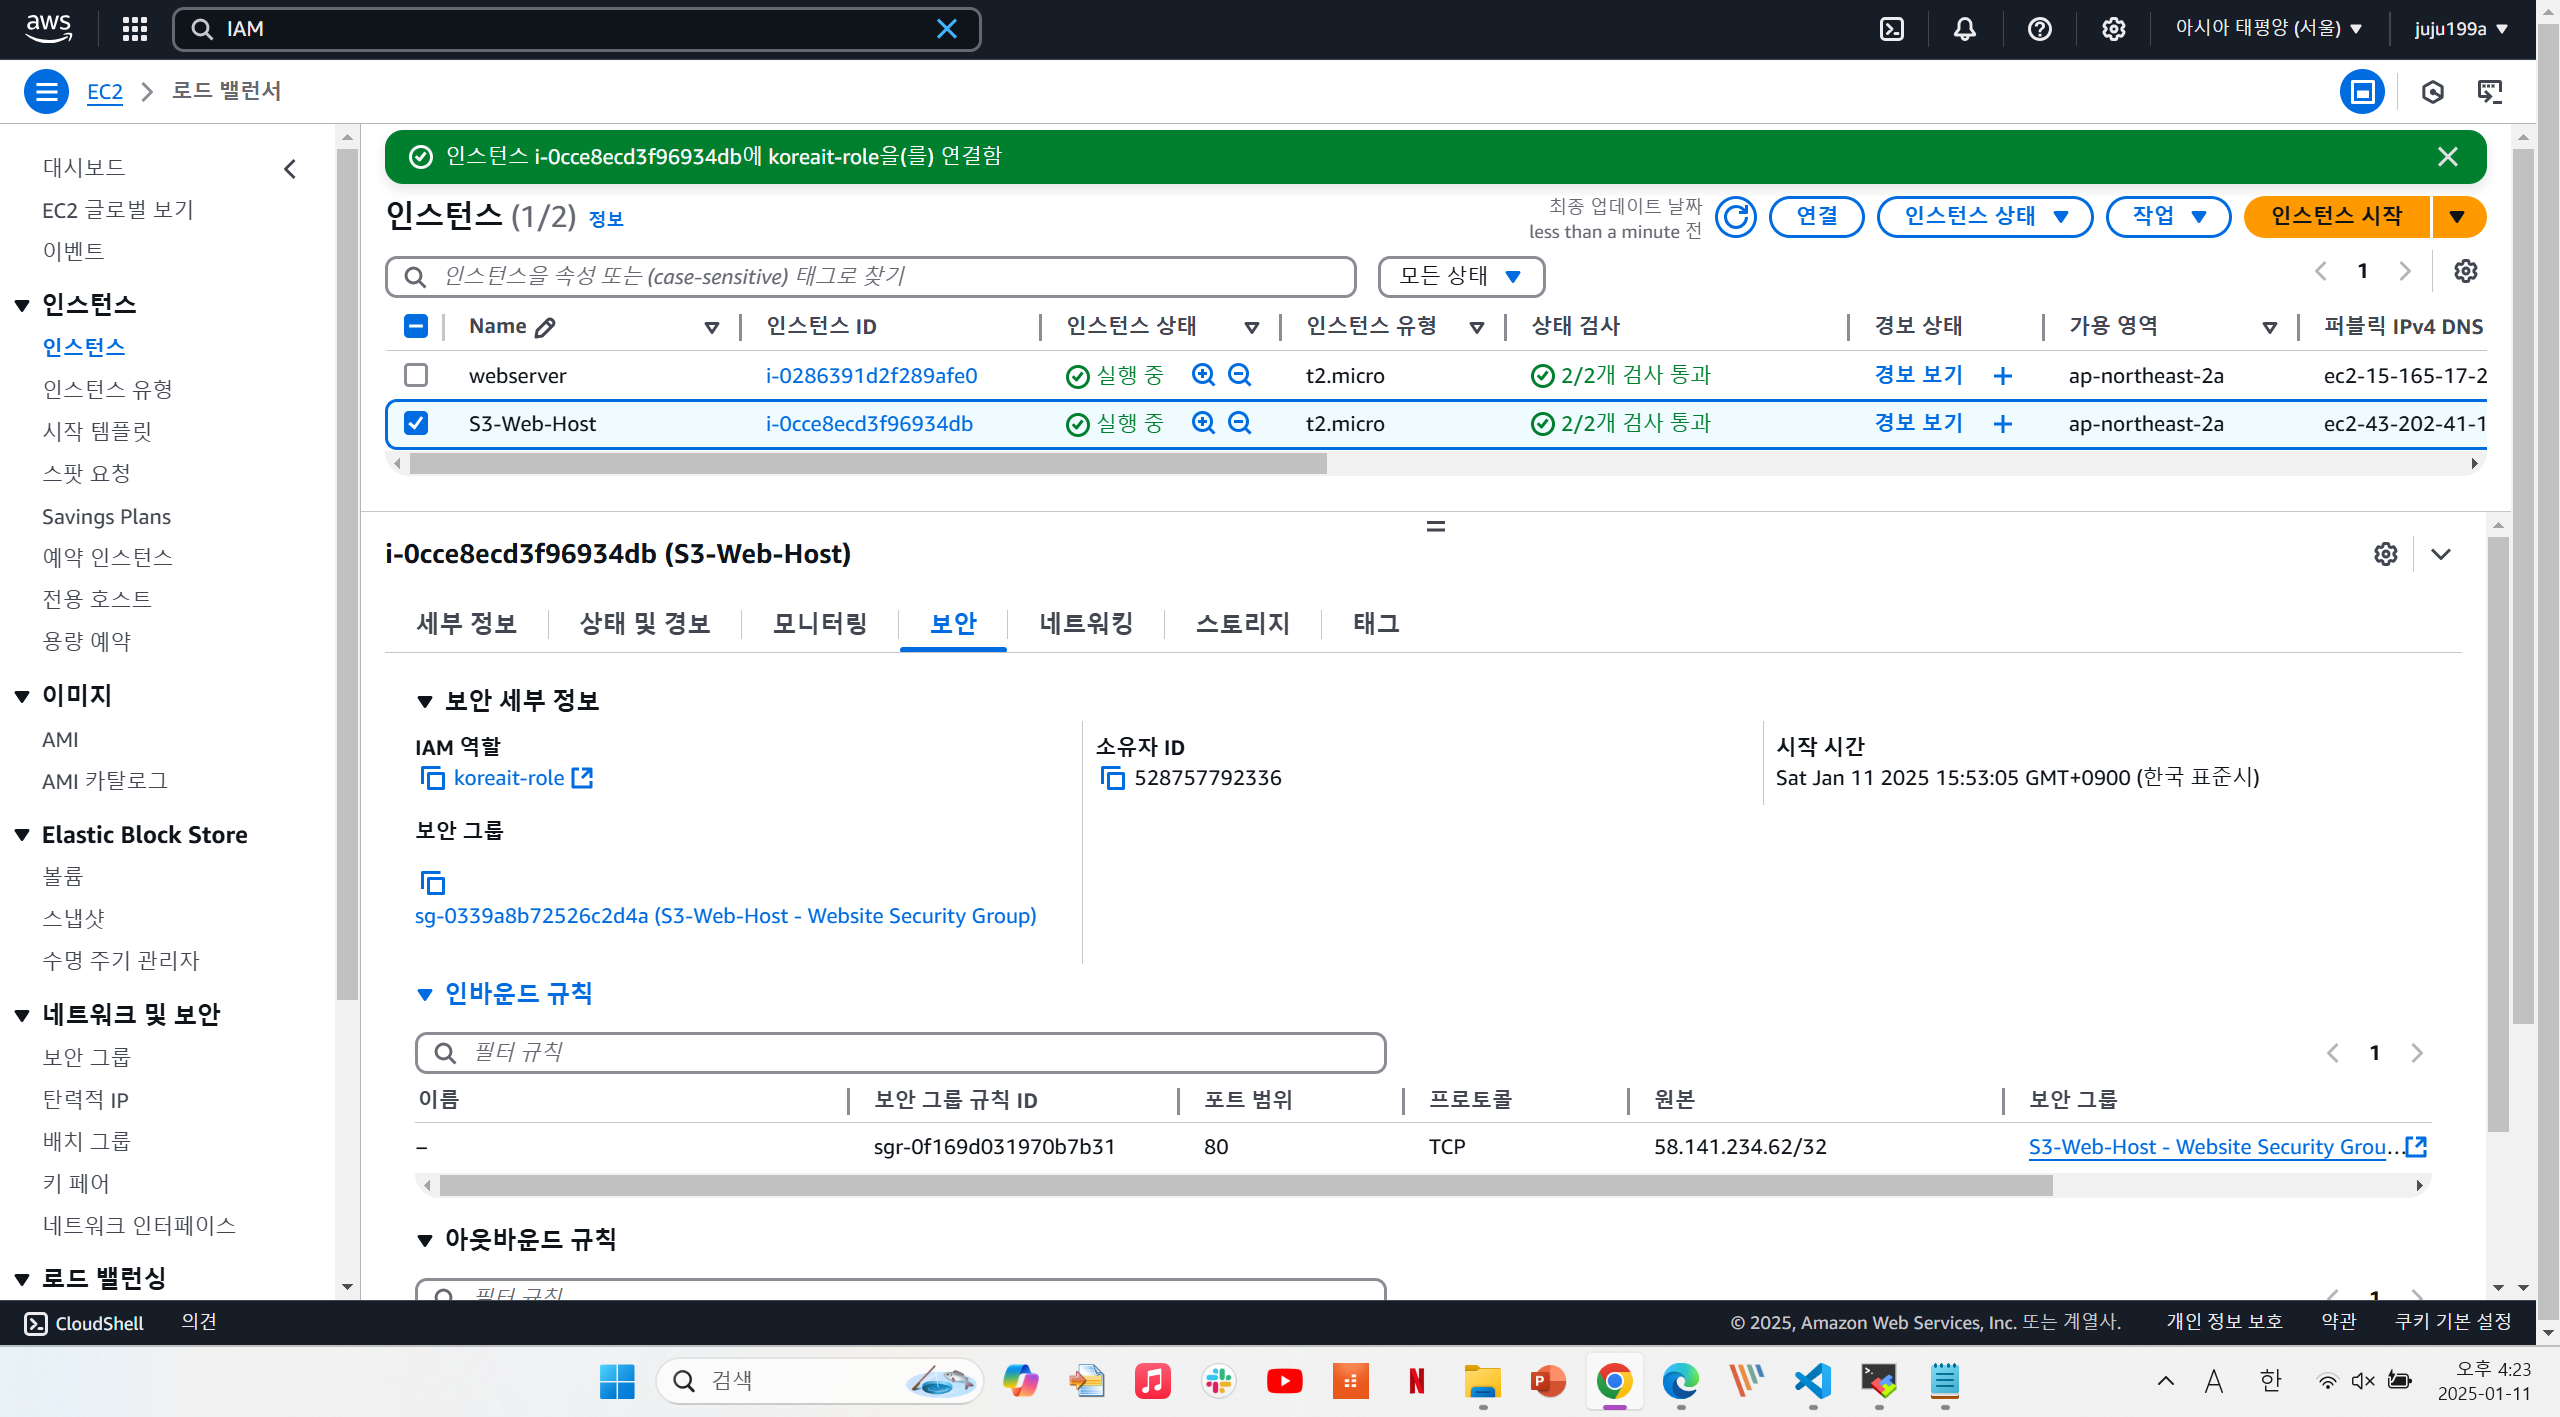 aws
IAM
아시아 태평양 (서울)
juju199a
EC2
로드 밸런서
대시보드
EC2 글로벌 보기
이벤트
인스턴스
인스턴스
인스턴스 유형
시작 템플릿
스팟 요청
Savings Plans
예약 인스턴스
전용 호스트
용량 예약
이미지
AMI
AMI 카탈로그
Elastic Block Store
볼륨
스냅샷
수명 주기 관리자
네트워크 및 보안
보안 그룹
탄력적 IP
배치 그룹
키 페어
네트워크 인터페이스
로드 밸런싱
인스턴스 i-0cce8ecd3f96934db에 koreait-role을(를) 연결함
인스턴스 (1/2) 정보
최종 업데이트 날짜
less than a minute 전
연결
인스턴스 상태
작업
인스턴스 시작
인스턴스을 속성 또는 (case-sensitive) 태그로 찾기
모든 상태
1
Name 인스턴스 ID 인스턴스 상태 인스턴스 유형 상태 검사 경보 상태 가용 영역 퍼블릭 IPv4 DNS
webserver i-0286391d2f289afe0 실행 중 t2.micro 2/2개 검사 통과 경보 보기 + ap-northeast-2a ec2-15-165-17-2
S3-Web-Host i-0cce8ecd3f96934db 실행 중 t2.micro 2/2개 검사 통과 경보 보기 + ap-northeast-2a ec2-43-202-41-1
i-0cce8ecd3f96934db (S3-Web-Host)
세부 정보 상태 및 경보 모니터링 보안 네트워킹 스토리지 태그
보안 세부 정보
IAM 역할
koreait-role
소유자 ID
528757792336
시작 시간
Sat Jan 11 2025 15:53:05 GMT+0900 (한국 표준시)
보안 그룹
sg-0339a8b72526c2d4a (S3-Web-Host - Website Security Group)
인바운드 규칙
필터 규칙
1
이름 보안 그룹 규칙 ID 포트 범위 프로토콜 원본 보안 그룹
– sgr-0f169d031970b7b31 80 TCP 58.141.234.62/32 S3-Web-Host - Website Security Grou...
아웃바운드 규칙
필터 규칙
1
CloudShell
의견
© 2025, Amazon Web Services, Inc. 또는 계열사.
개인 정보 보호
약관
쿠키 기본 설정
검색
A
한
오후 4:23
2025-01-11